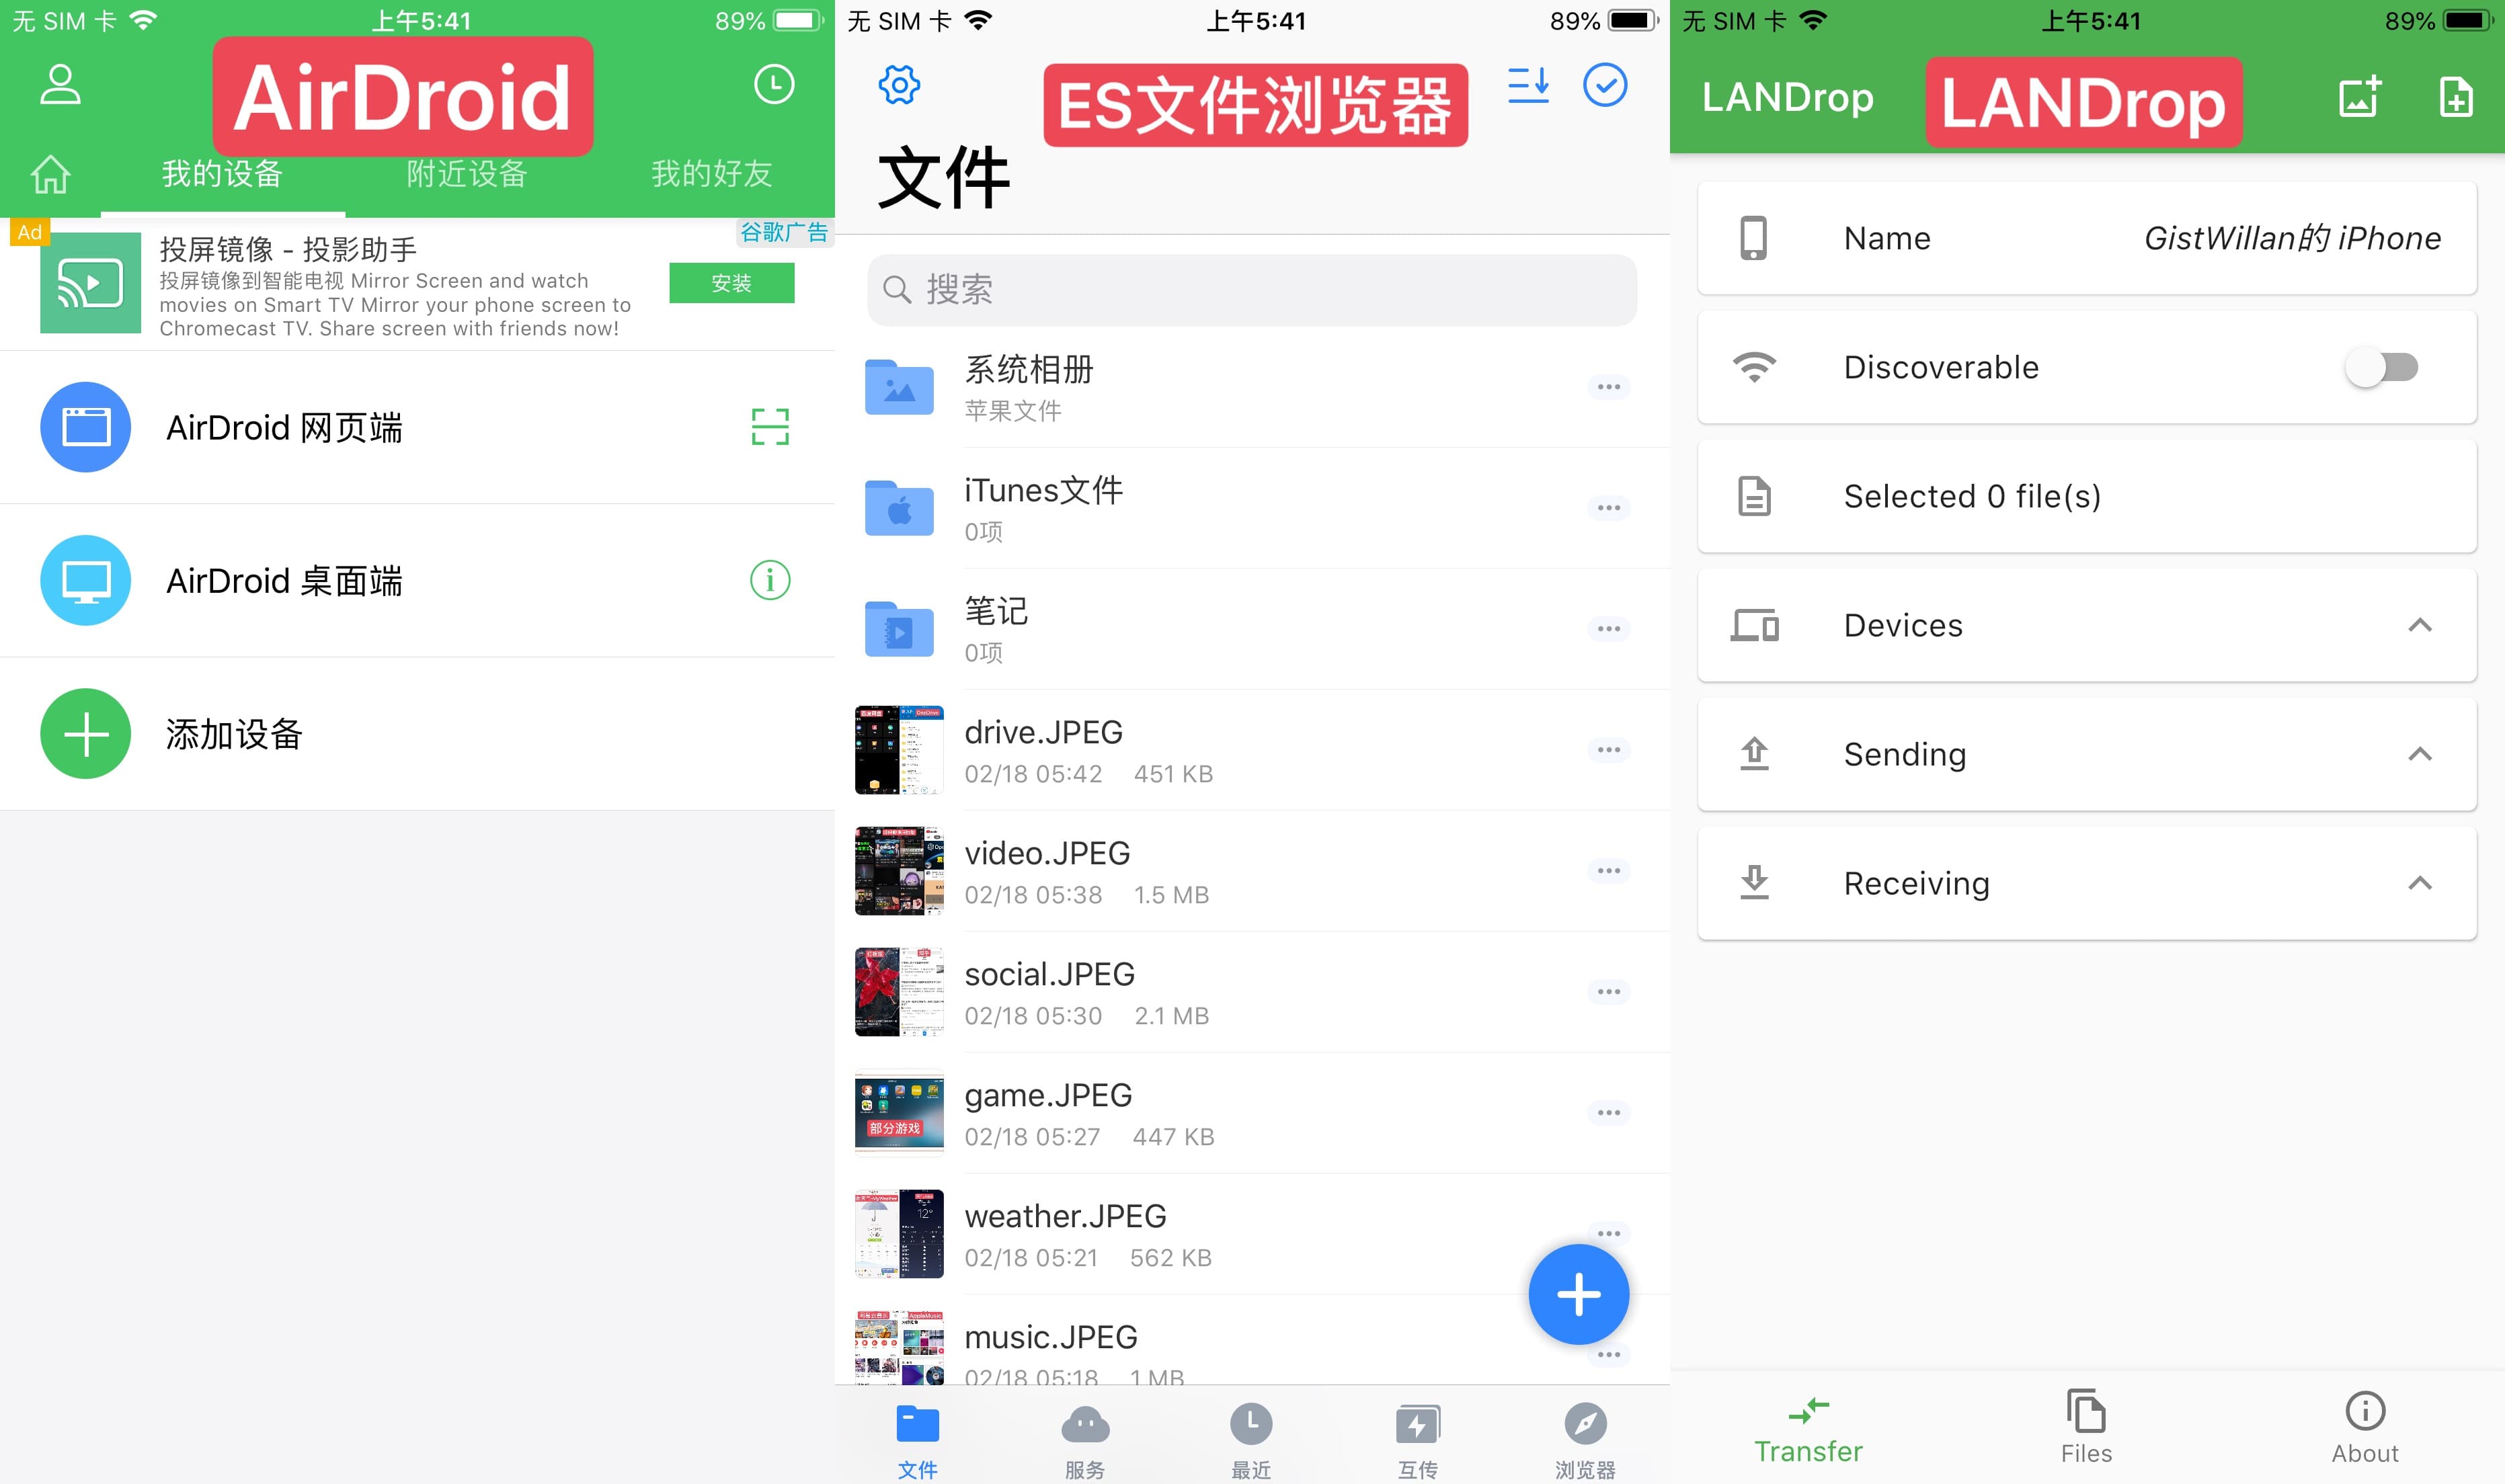 无 SIM 卡
上午5:41
89%
AirDroid
我的设备
附近设备
我的好友
Ad
谷歌广告
投屏镜像 - 投影助手
投屏镜像到智能电视 Mirror Screen and watch
movies on Smart TV Mirror your phone screen to
Chromecast TV. Share screen with friends now!
安装
AirDroid 网页端
AirDroid 桌面端
添加设备
无 SIM 卡
上午5:41
89%
ES文件浏览器
文件
搜索
系统相册
苹果文件
iTunes文件
0项
笔记
0项
drive.JPEG
02/18 05:42 451 KB
video.JPEG
02/18 05:38 1.5 MB
social.JPEG
02/18 05:30 2.1 MB
game.JPEG
02/18 05:27 447 KB
部分游戏
weather.JPEG
02/18 05:21 562 KB
12°
music.JPEG
02/18 05:18 1 MB
文件
服务
最近
互传
浏览器
无 SIM 卡
上午5:41
89%
LANDrop
LANDrop
Name
GistWillan的 iPhone
Discoverable
Selected 0 file(s)
Devices
Sending
Receiving
Transfer
Files
About